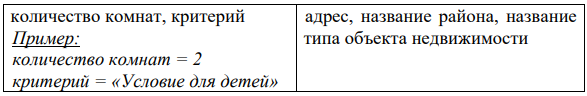 количество комнат, критерий
Пример:
количество комнат = 2
критерий = «Условие для детей»
адрес, название района, название
типа объекта недвижимости